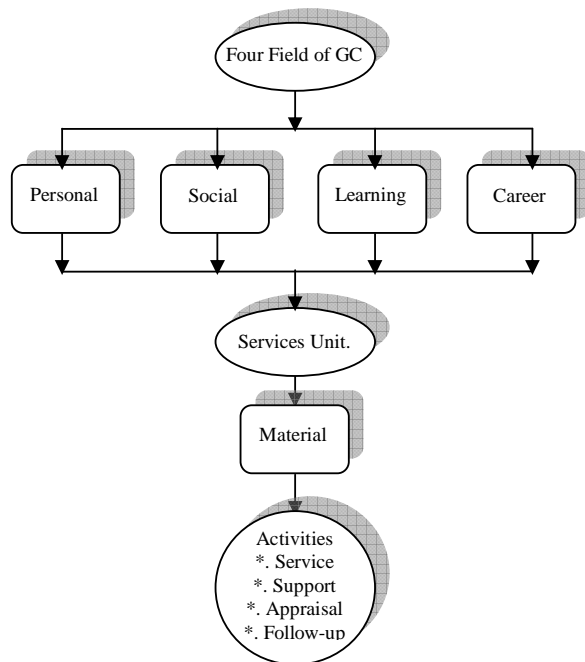 Four Field of GC
Personal
Social
Learning
Career
Services Unit.
Material
Activities
*. Service
*. Support
*. Appraisal
*. Follow-up